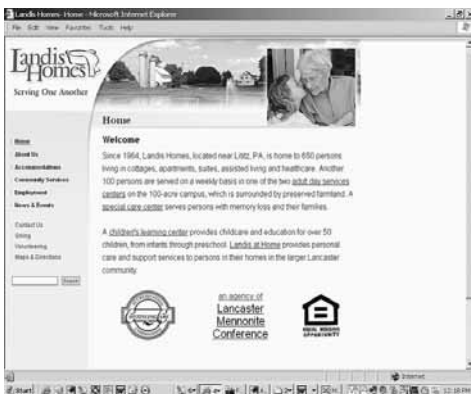 Landis Homes- Home - Microsoft Internet Explorer
File Edit View Favorites Tools Help
Landis
Homes
Serving One Another
Home
Home
About Us
Accommodations
Community Services
Employment
News & Events
Contact Us
Giving
Volunteering
Maps & Directions
Search
Welcome
Since 1964, Landis Homes, located near Lititz, PA, is home to 650 persons
living in cottages, apartments, suites, assisted living and healthcare. Another
100 persons are served on a weekly basis in one of the two adult day services
centers on the 100-acre campus, which is surrounded by preserved farmland. A
special care center serves persons with memory loss and their families.
A children's learning center provides childcare and education for over 50
children, from infants through preschool. Landis at Home provides personal
care and support services to persons in their homes in the larger Lancaster
community.
an agency of
Lancaster
Mennonite
Conference
EQUAL HOUSING
OPPORTUNITY
Internet
Start
12:18 PM